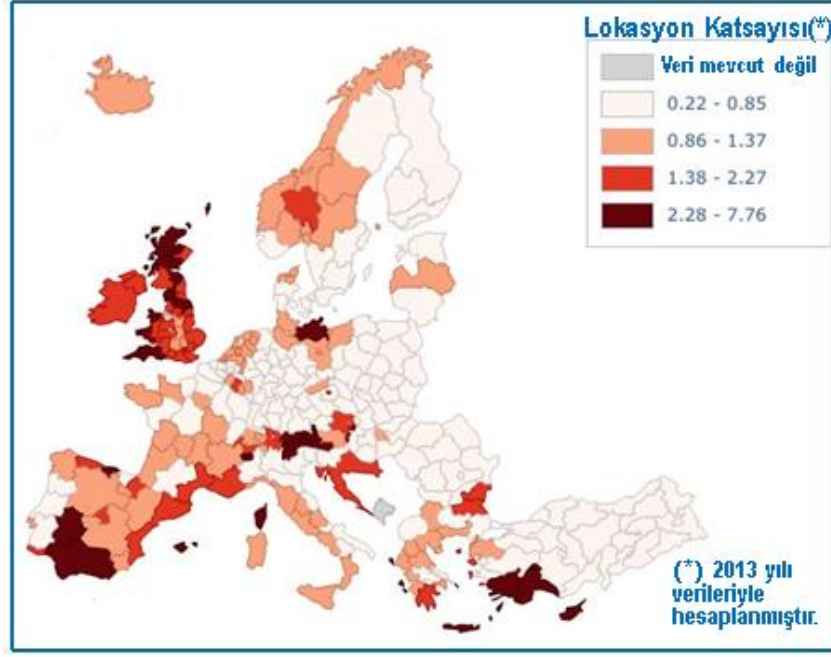 Lokasyon Katsayısı(*)
Veri mevcut değil
0.22 - 0.85
0.86 - 1.37
1.38 - 2.27
2.28 - 7.76
(*) 2013 yılı
verileriyle
hesaplanmıştır.